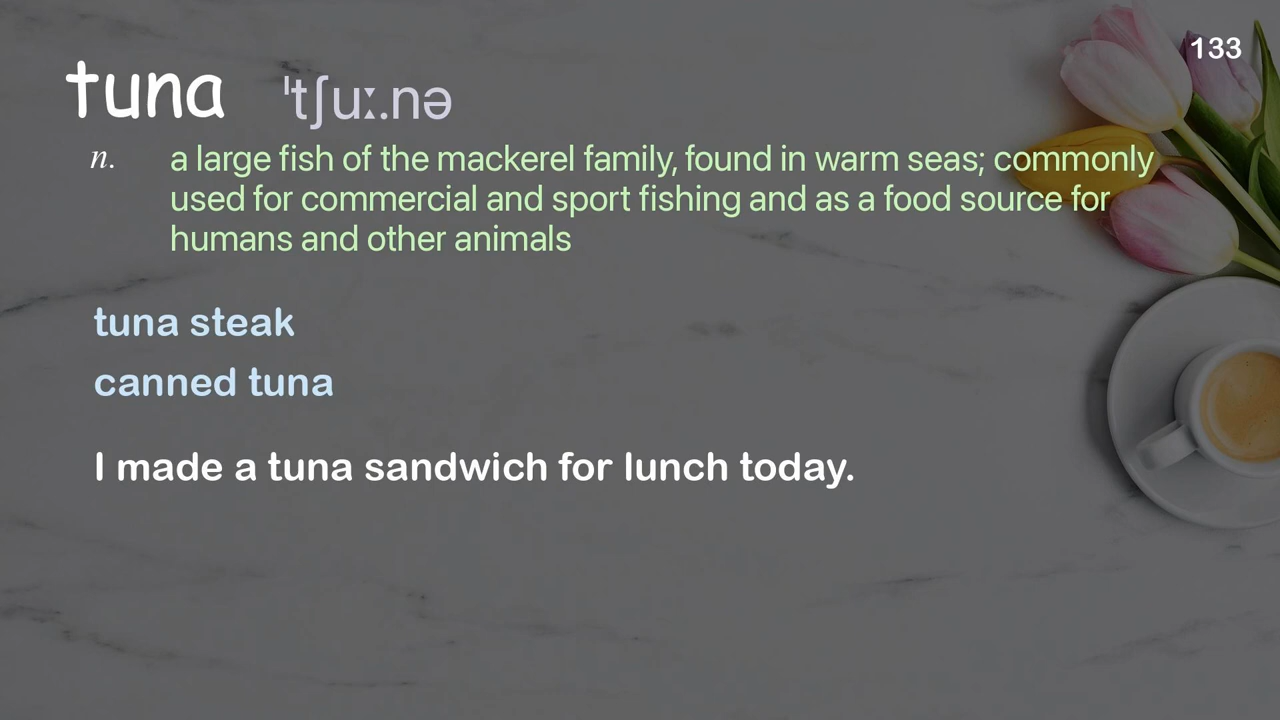 133
tuna ˈtʃuː.nə
n. a large fish of the mackerel family, found in warm seas; commonly
used for commercial and sport fishing and as a food source for
humans and other animals
tuna steak
canned tuna
I made a tuna sandwich for lunch today.